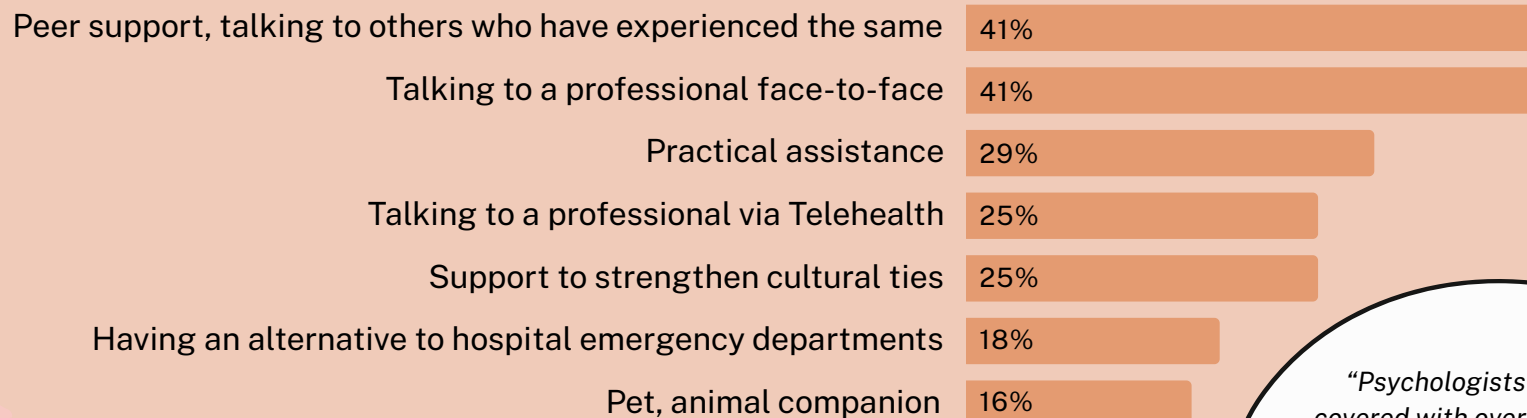 Peer support, talking to others who have experienced the same 41%
Talking to a professional face-to-face 41%
Practical assistance 29%
Talking to a professional via Telehealth 25%
Support to strengthen cultural ties 25%
Having an alternative to hospital emergency departments 18%
“Psychologists
Pet, animal companion 16%
covered with ever